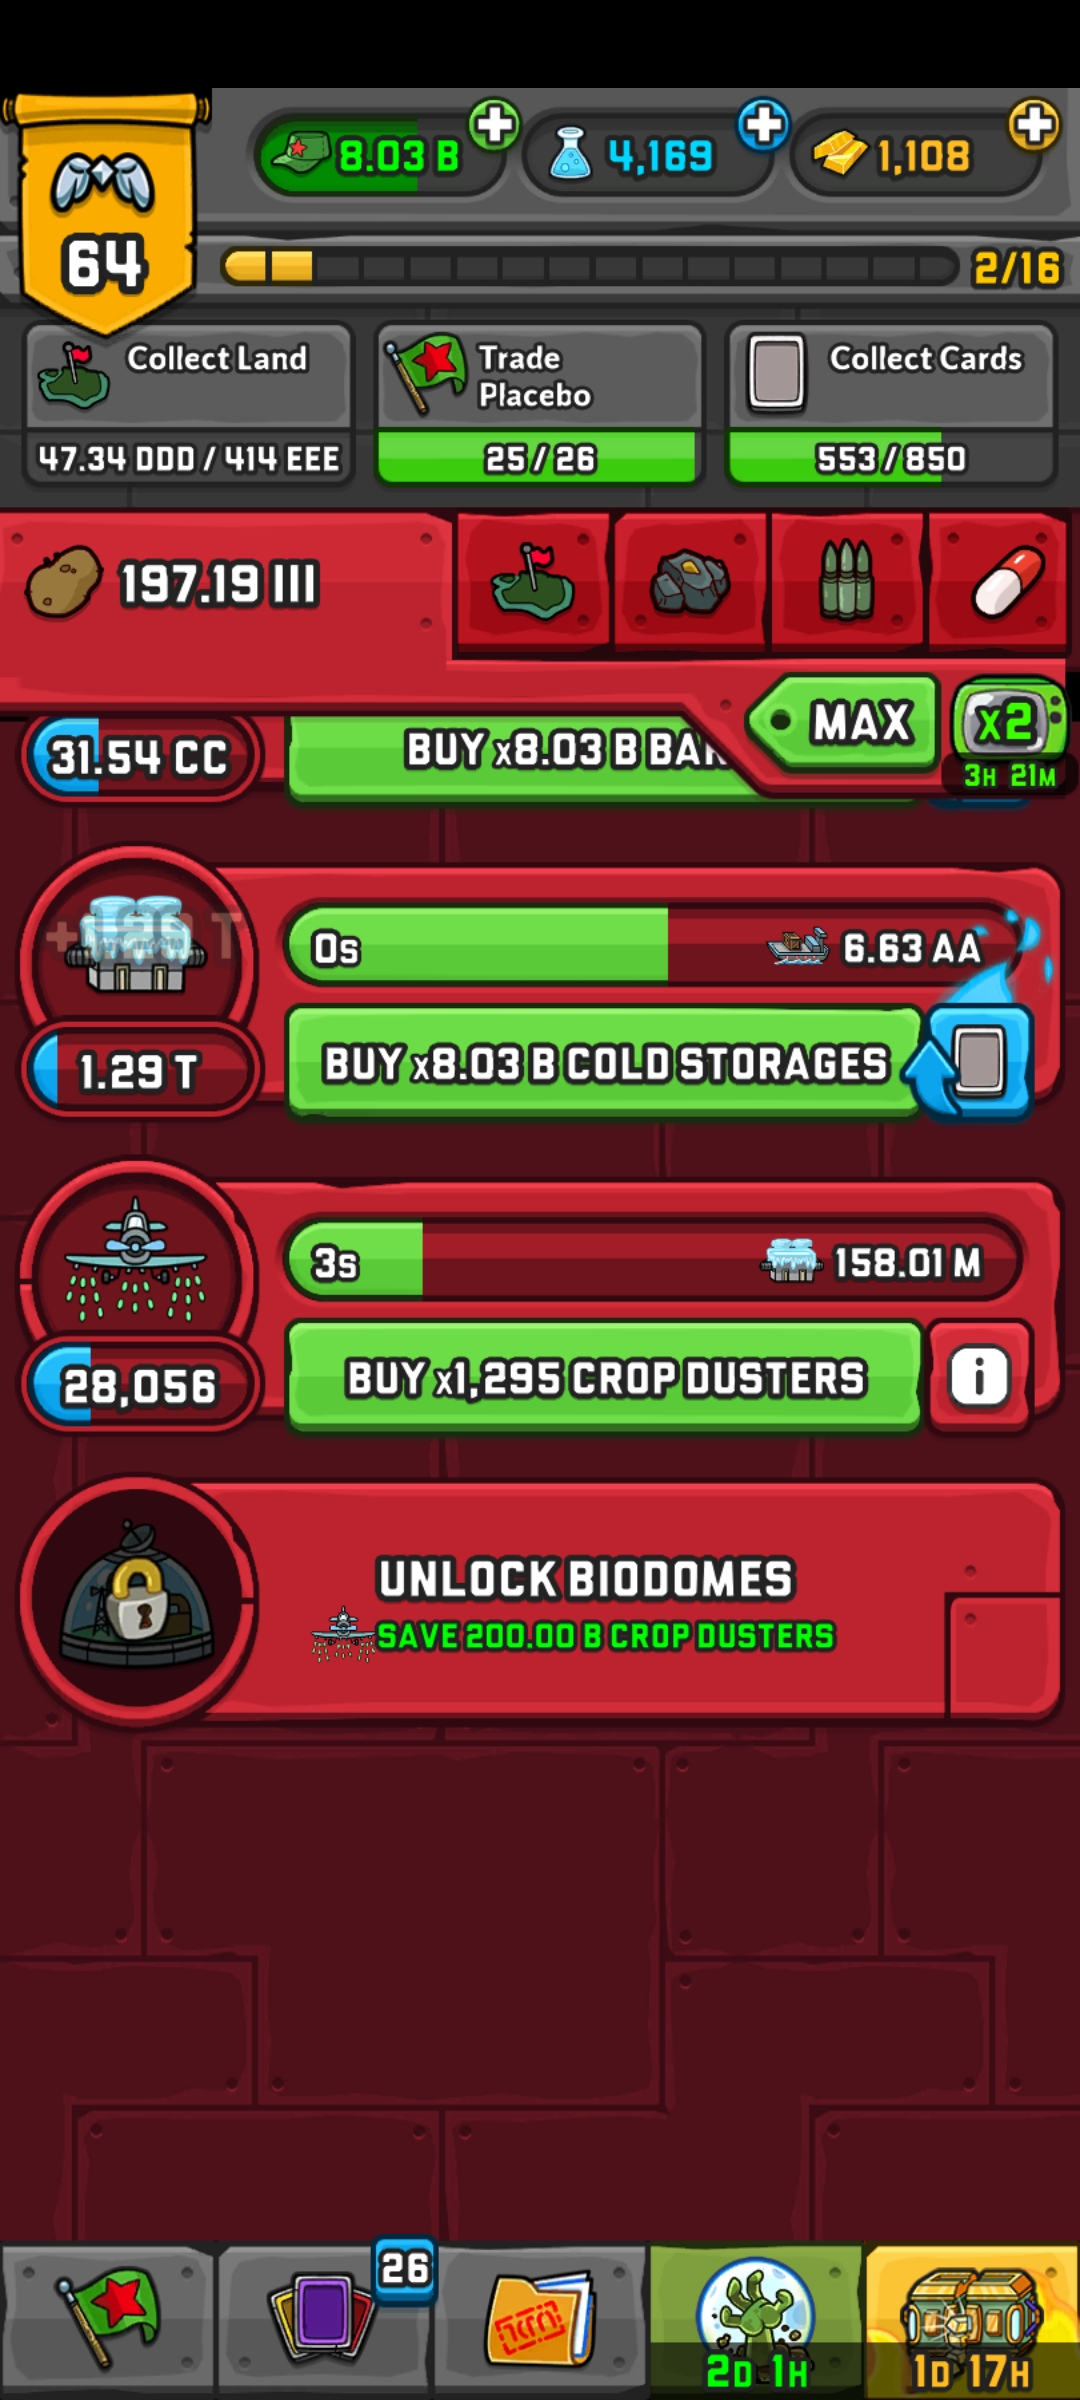 8.03 B
4,169
1,108
64
2/16
Collect Land
47.34 DDD / 414 EEE
Trade
Placebo
25 / 26
Collect Cards
553 / 850
197.19 III
MAX
x2
3H 21M
31.54 CC
BUY x8.03 B
0s
6.63 AA
1.29 T
BUY x8.03 B COLD STORAGES
3s
158.01 M
28,056
BUY x1,295 CROP DUSTERS
i
UNLOCK BIODOMES
SAVE 200.00 B CROP DUSTERS
26
2D 1H
1D 17H